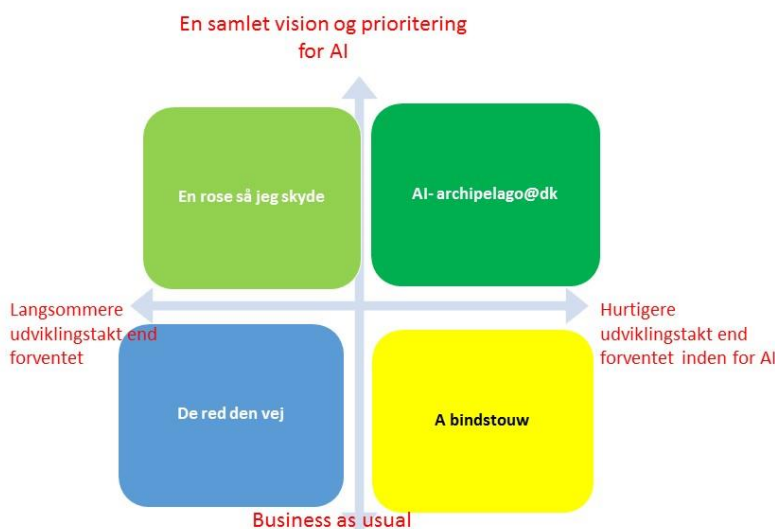 En samlet vision og prioritering
for AI
En rose så jeg skyde
AI- archipelago@dk
Langsommere
udviklingstakt end
forventet
Hurtigere
udviklingstakt end
forventet inden for AI
De red den vej
A bindstouw
Business as usual